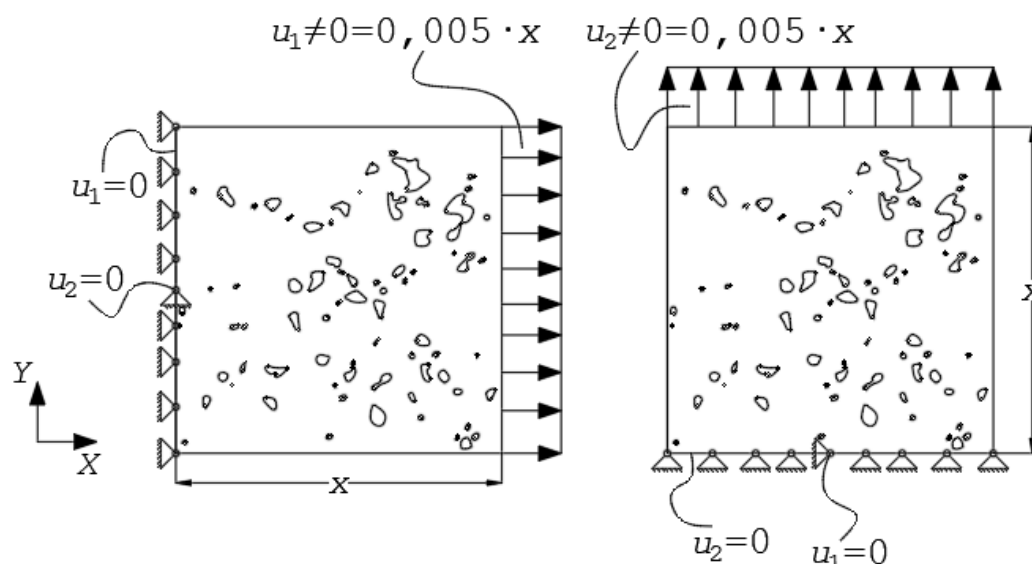 u₁≠0=0,005·x
u₂≠0=0,005·x
u₁=0
u₂=0
Y
X
x
x
u₂=0
u₁=0